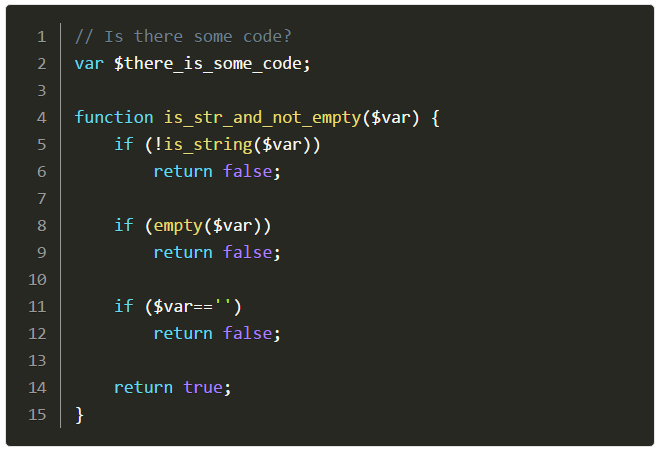 1 // Is there some code?
2 var $there_is_some_code;
3
4 function is_str_and_not_empty($var) {
5     if (!is_string($var))
6         return false;
7
8     if (empty($var))
9         return false;
10
11     if ($var=='')
12         return false;
13
14     return true;
15 }